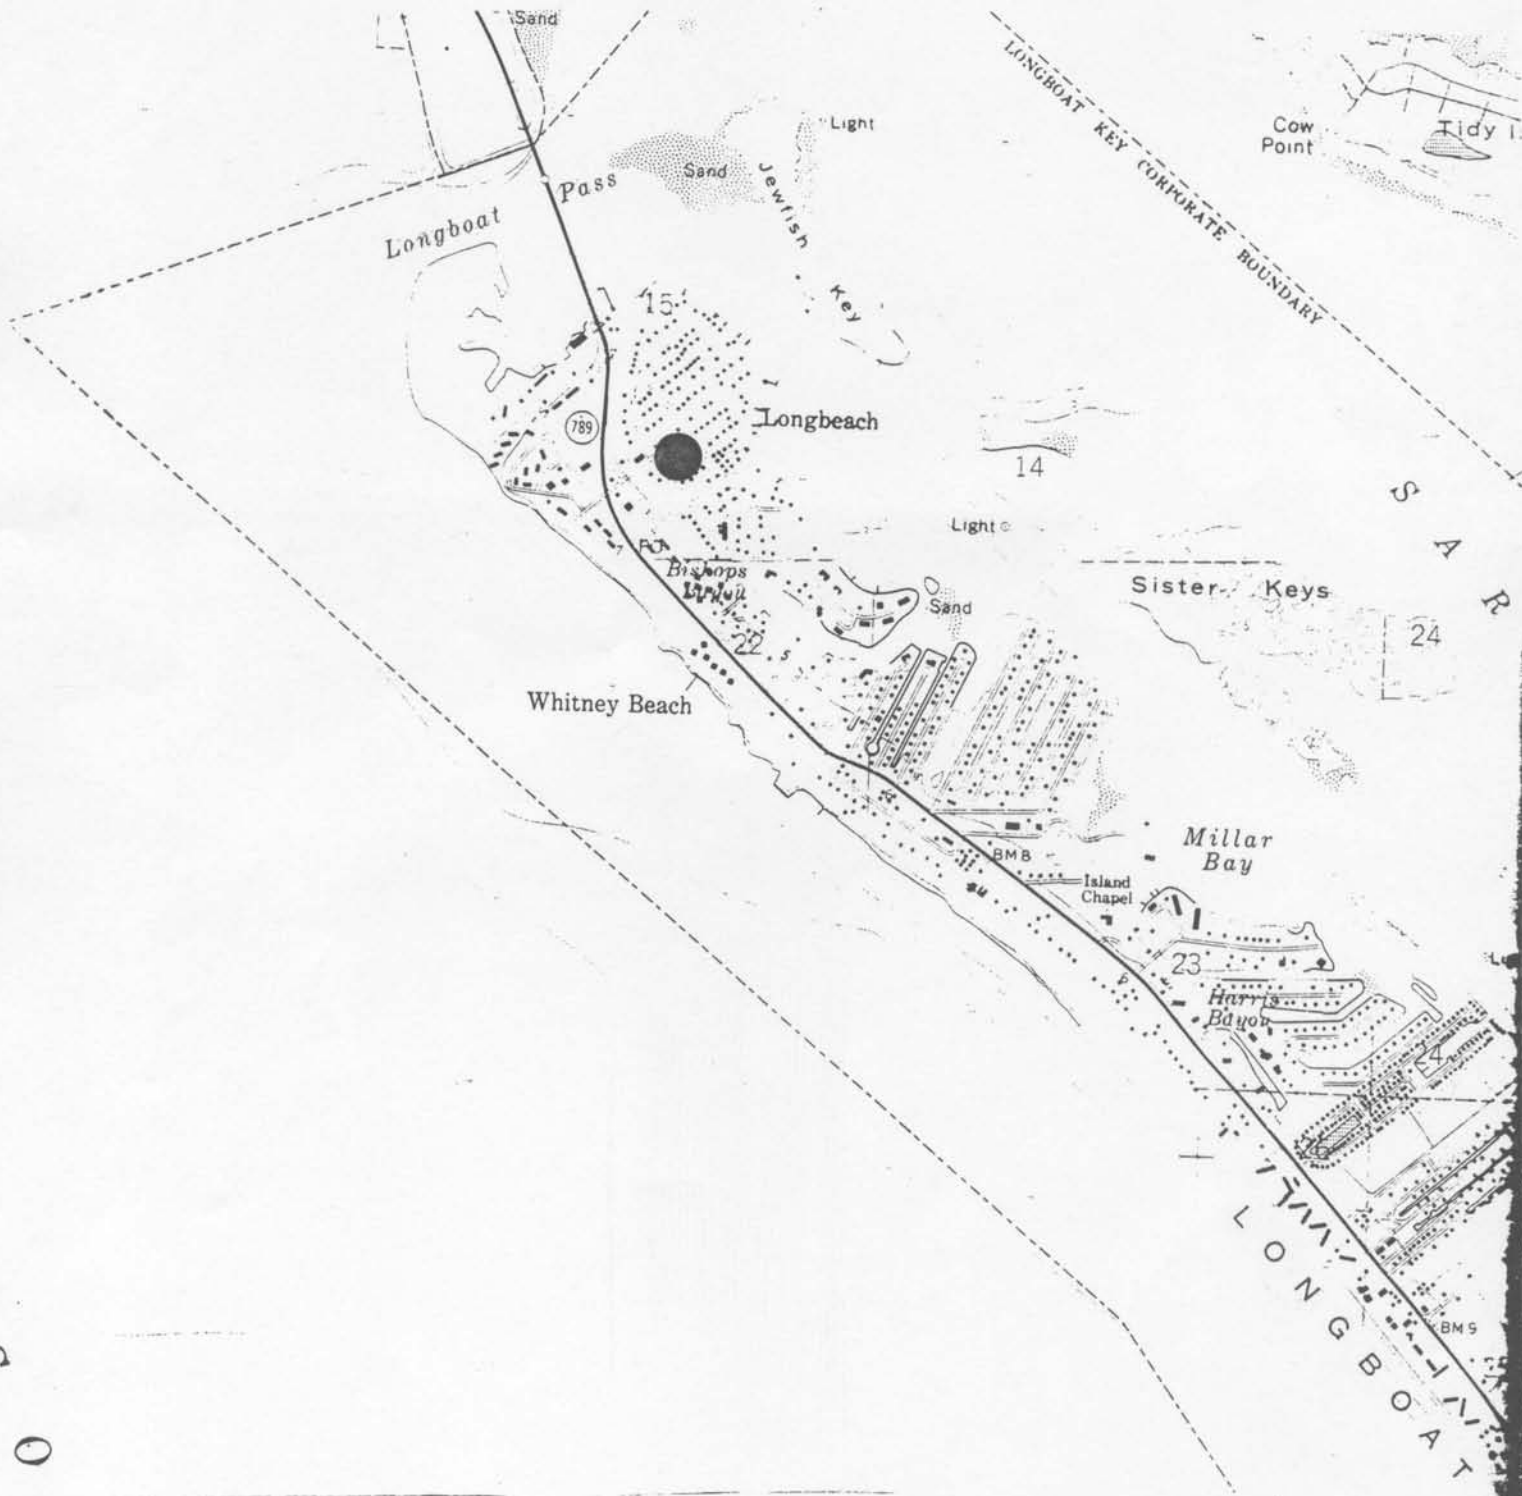 Sand
LONGBOAT KEY CORPORATE BOUNDARY
Light
Cow
Point
Tidy
Sand
Jewfish
Key
Longboat Pass
15
789
Longbeach
14
S A R
Light
PO
Bishops
Bayou
Sister Keys
Sand
24
22
Whitney Beach
Millar
Bay
BM 8
Island
Chapel
23
Harris
Bayou
24
LONGBOAT
BM 9
O